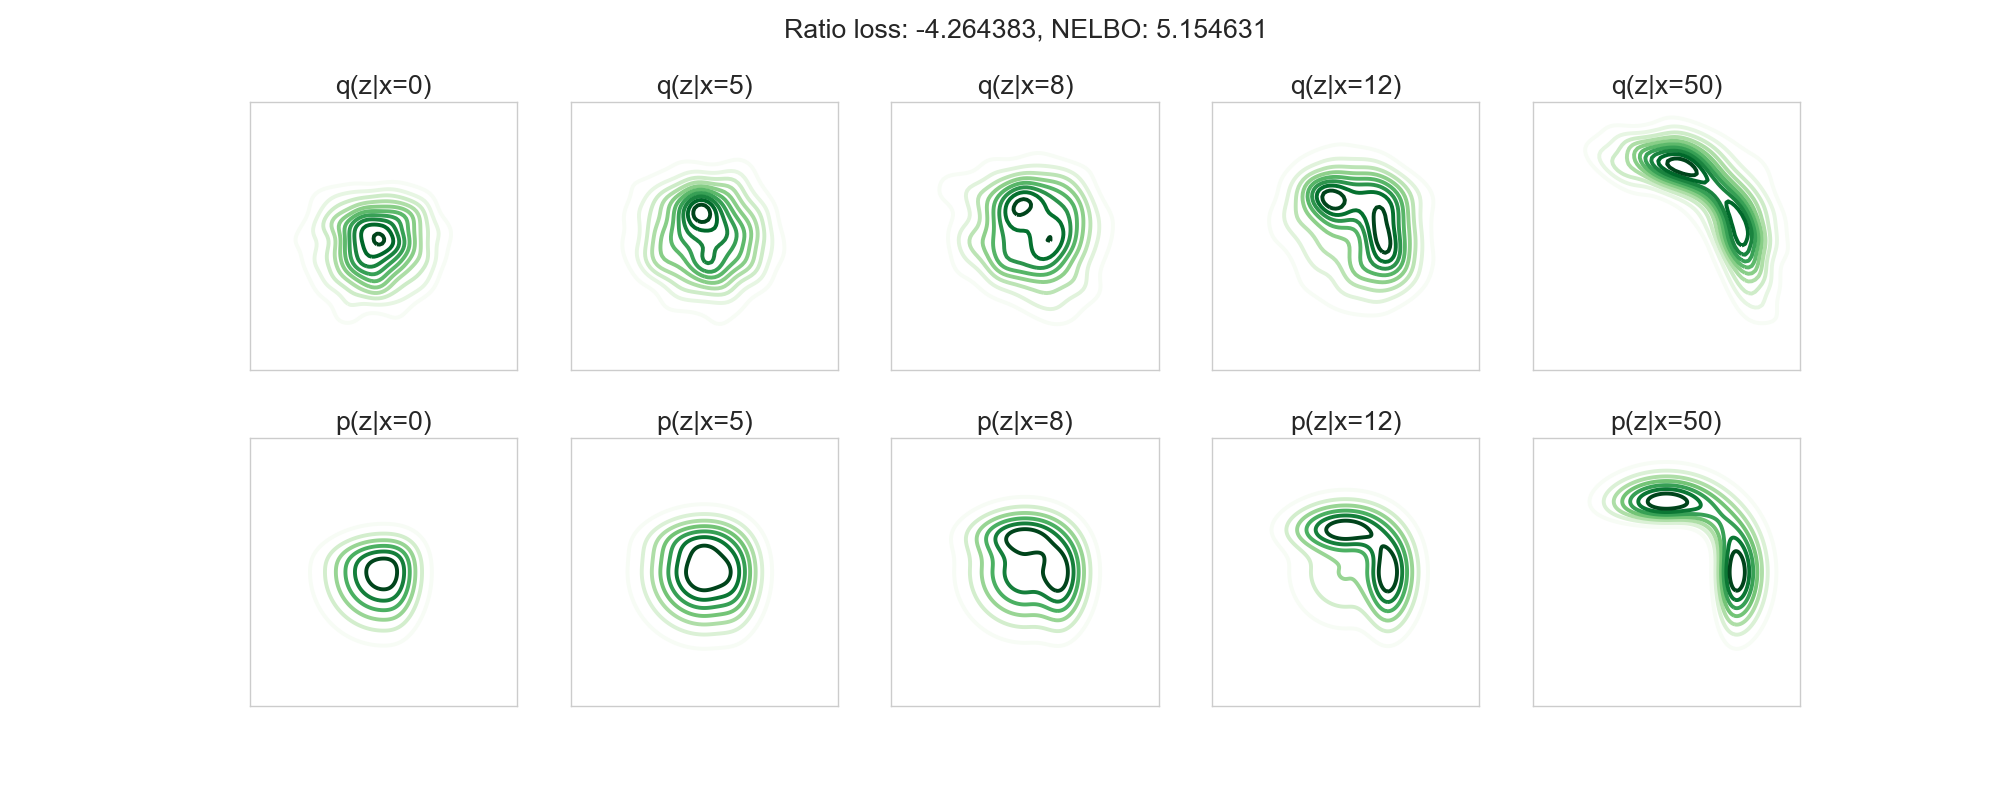 Ratio loss: -4.264383, NELBO: 5.154631
q(z|x=0) q(z|x=5) q(z|x=8) q(z|x=12) q(z|x=50)
p(z|x=0) p(z|x=5) p(z|x=8) p(z|x=12) p(z|x=50)